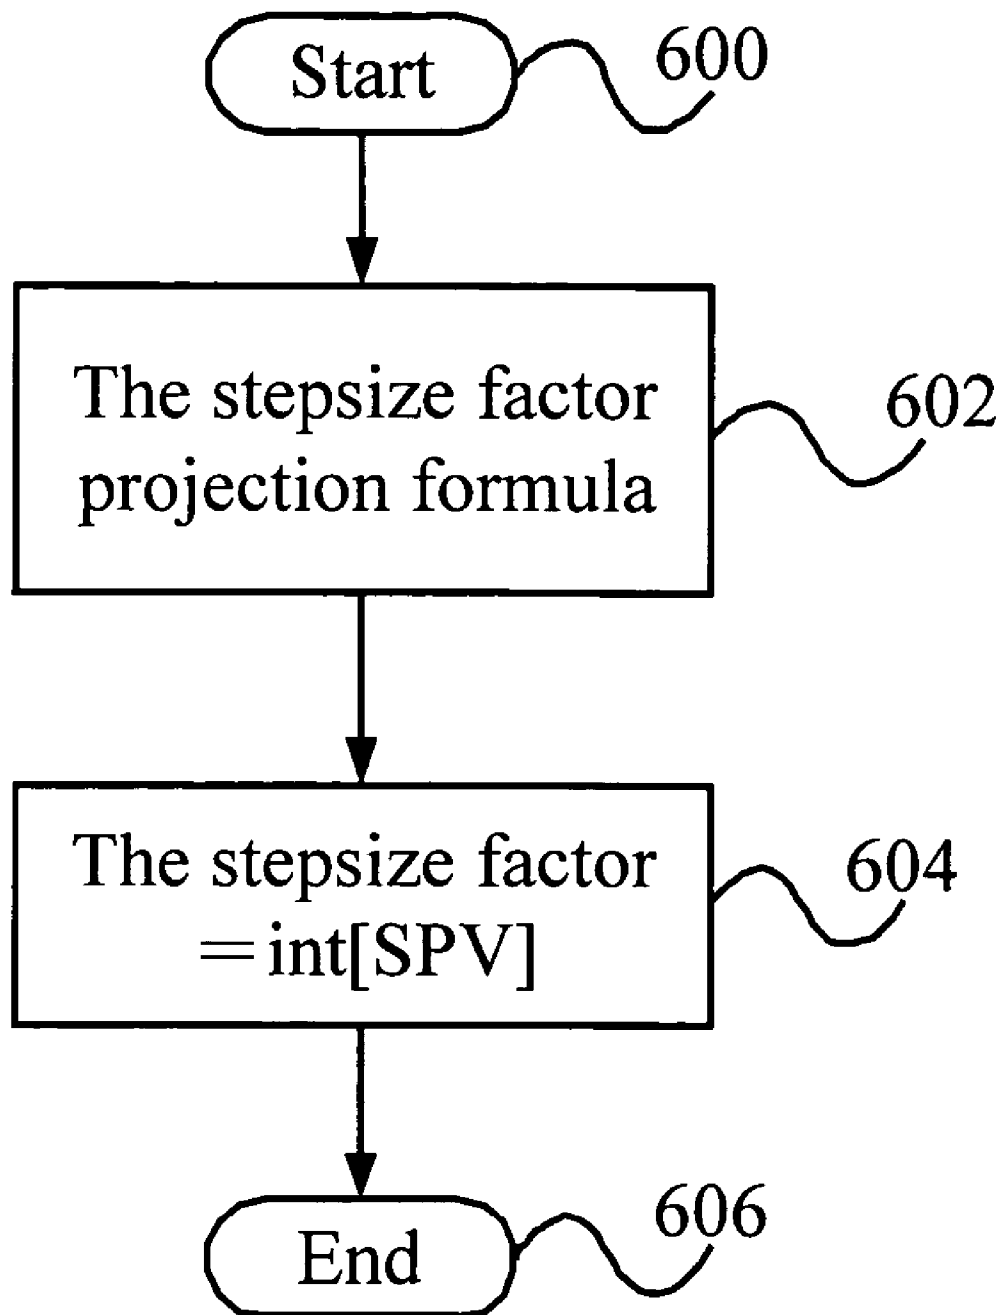 Start
600
The stepsize factor
projection formula
602
The stepsize factor
=int[SPV]
604
End
606